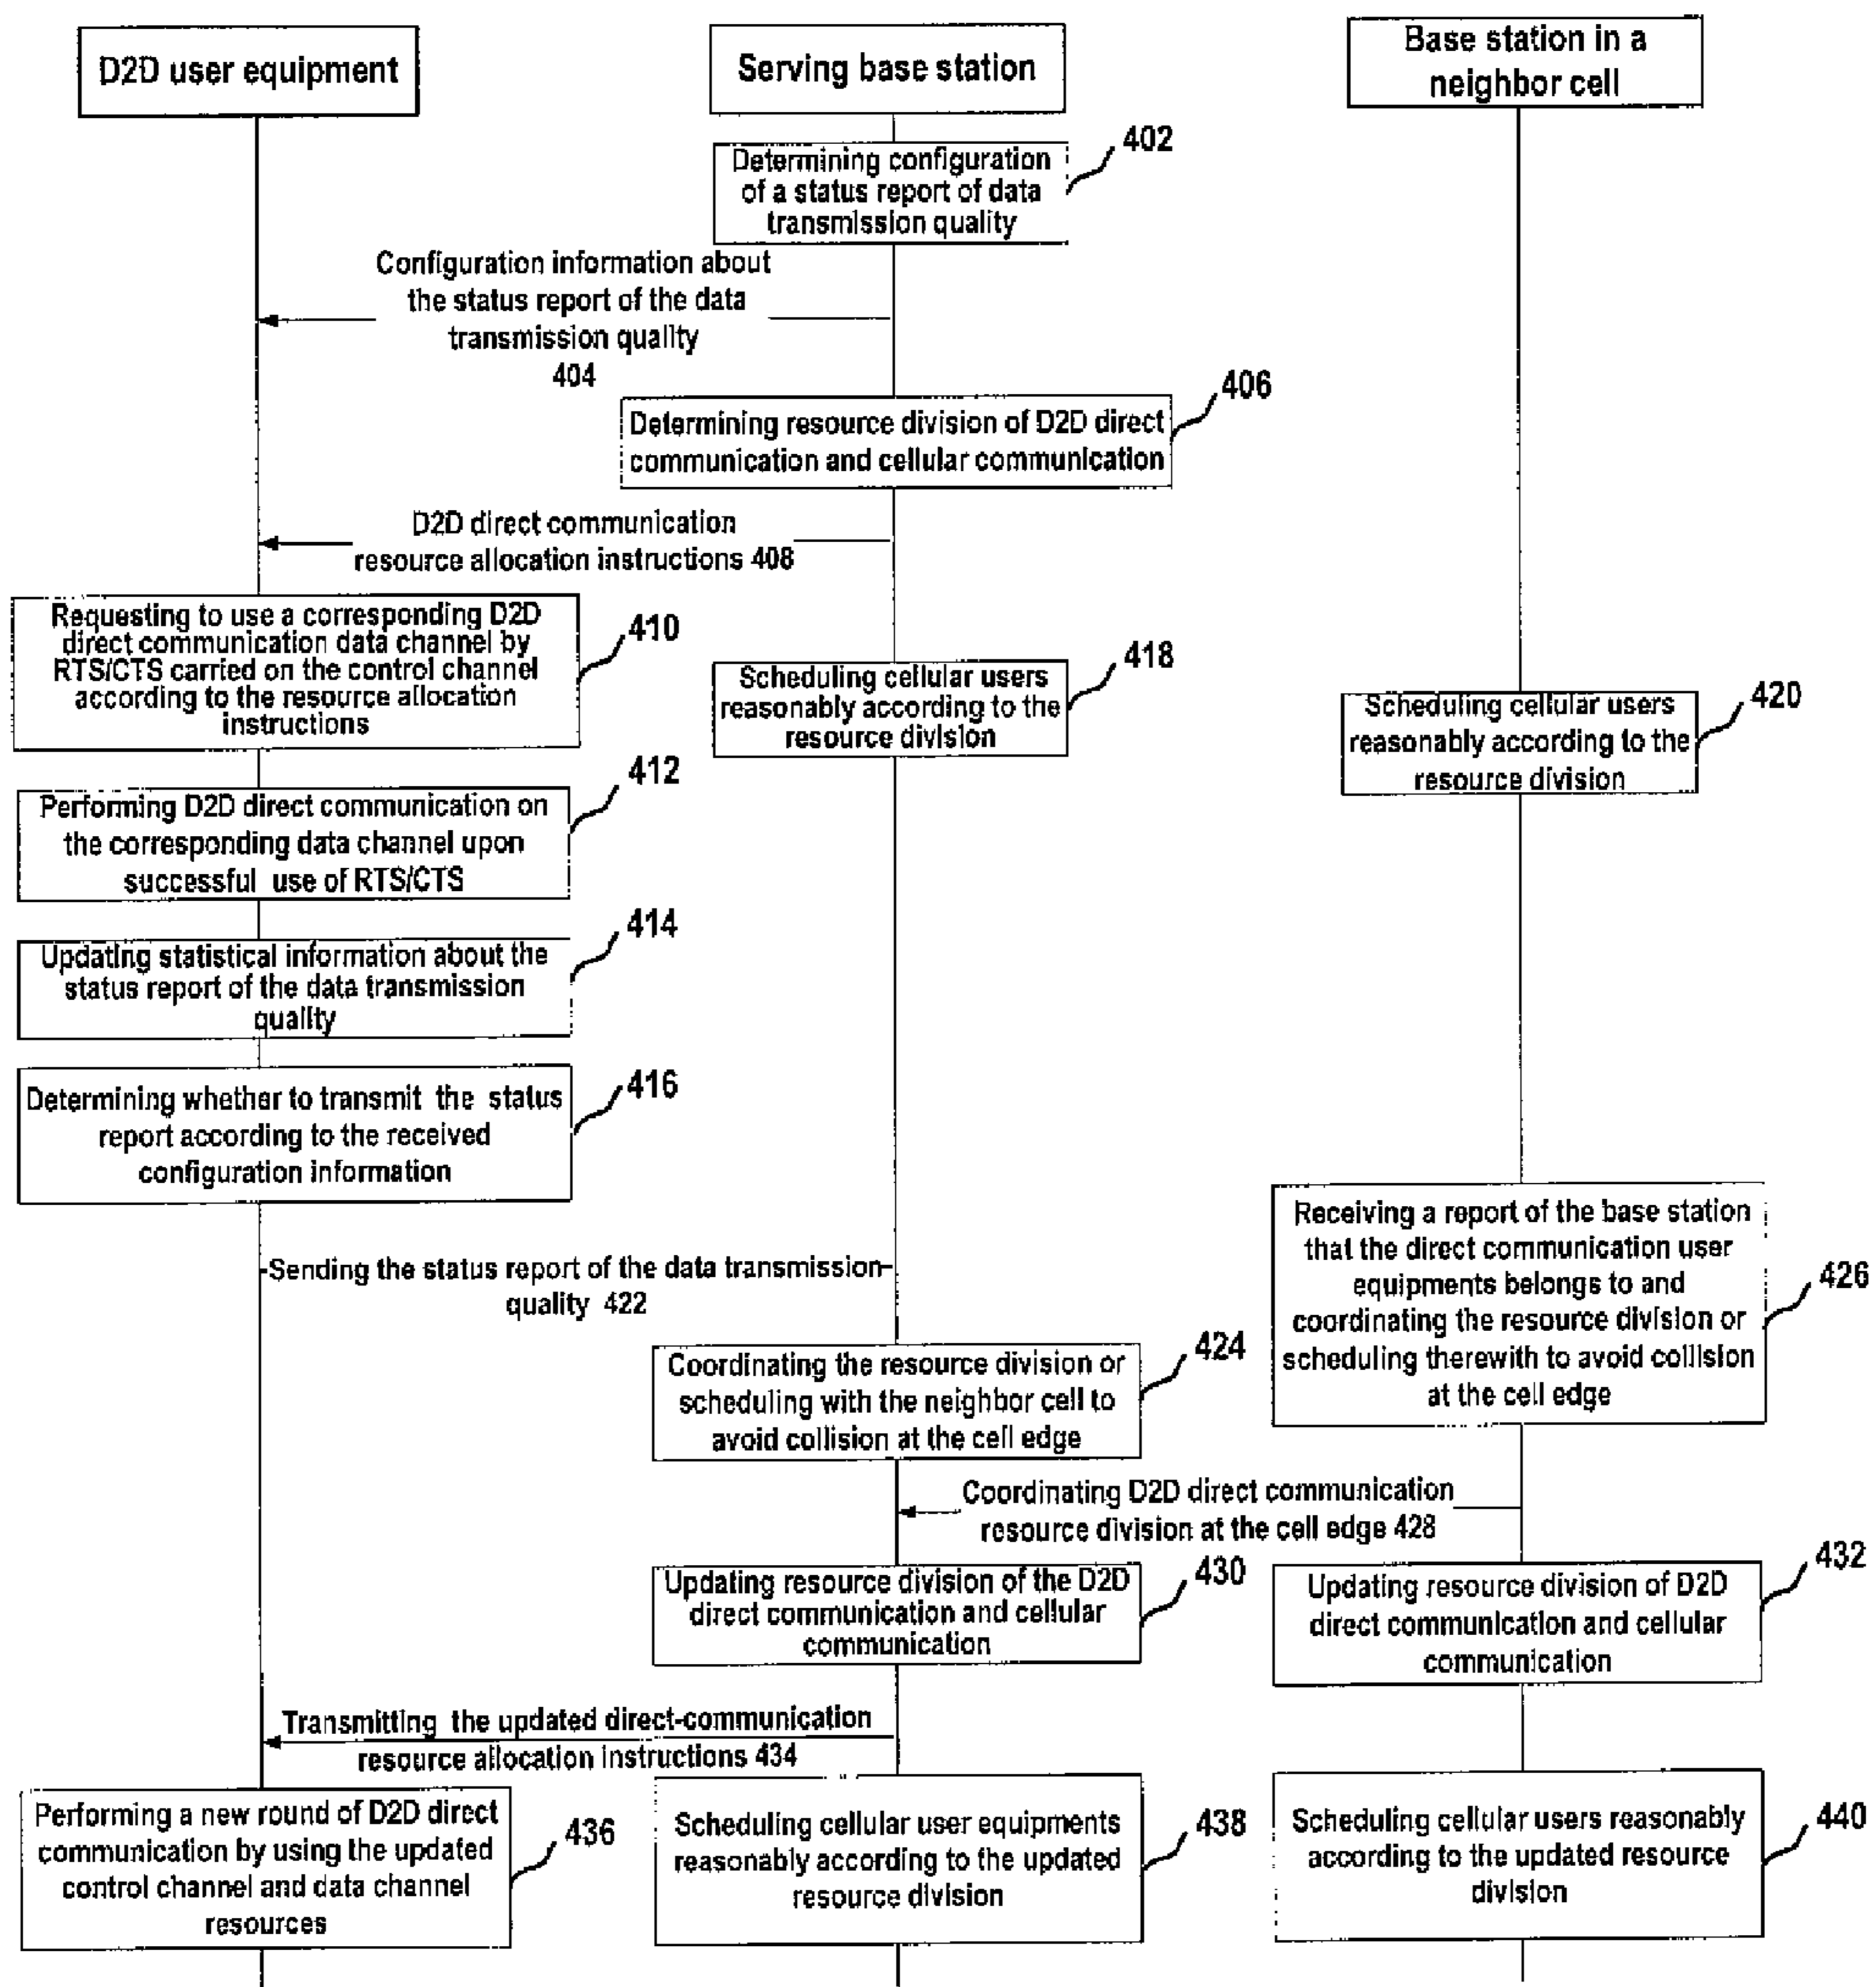 D2D user equipment
Serving base station
Base station in a
neighbor cell
402
Determining configuration
of a status report of data
transmission quality
Configuration information about
the status report of the data
transmission quality
404
406
Determining resource division of D2D direct
communication and cellular communication
D2D direct communication
resource allocation instructions 408
Requesting to use a corresponding D2D
direct communication data channel by
RTS/CTS carried on the control channel
according to the resource allocation
instructions
410
418
Scheduling cellular users
reasonably according to the
resource division
420
Scheduling cellular users
reasonably according to the
resource division
412
Performing D2D direct communication on
the corresponding data channel upon
successful use of RTS/CTS
414
Updating statistical information about the
status report of the data transmission
quality
416
Determining whether to transmit the status
report according to the received
configuration information
Receiving a report of the base station
that the direct communication user
equipments belongs to and
coordinating the resource division or
scheduling therewith to avoid collision
at the cell edge
426
Sending the status report of the data transmission
quality 422
424
Coordinating the resource division or
scheduling with the neighbor cell to
avoid collision at the cell edge
Coordinating D2D direct communication
resource division at the cell edge 428
430
Updating resource division of the D2D
direct communication and cellular
communication
432
Updating resource division of D2D
direct communication and cellular
communication
Transmitting the updated direct-communication
resource allocation instructions 434
Performing a new round of D2D direct
communication by using the updated
control channel and data channel
resources
436
Scheduling cellular user equipments
reasonably according to the updated
resource division
438
Scheduling cellular users reasonably
according to the updated resource
division
440